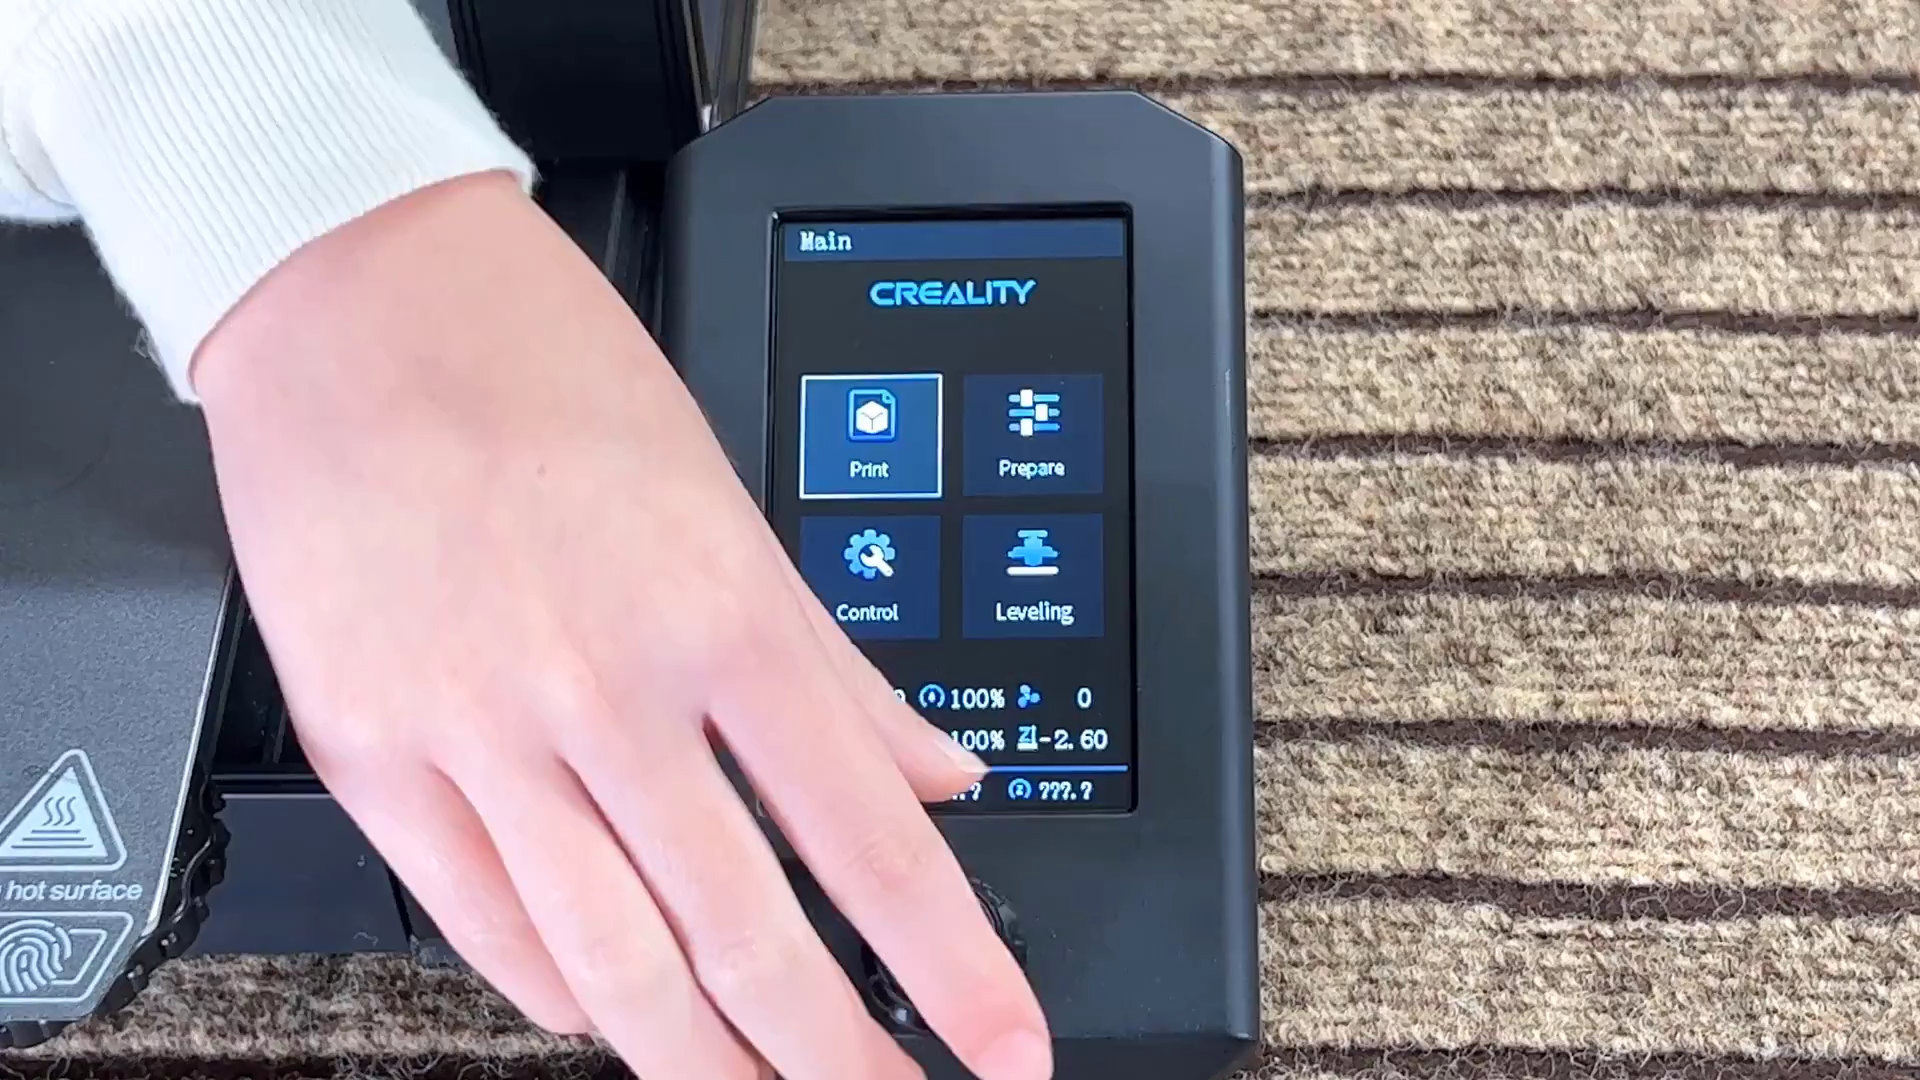 Main
CREALITY
Print
Prepare
Control
Leveling
100%
0
100%
-2.60
???.?
hot surface